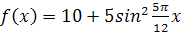 f(x) = 10 + 5sin² 5π/12 x